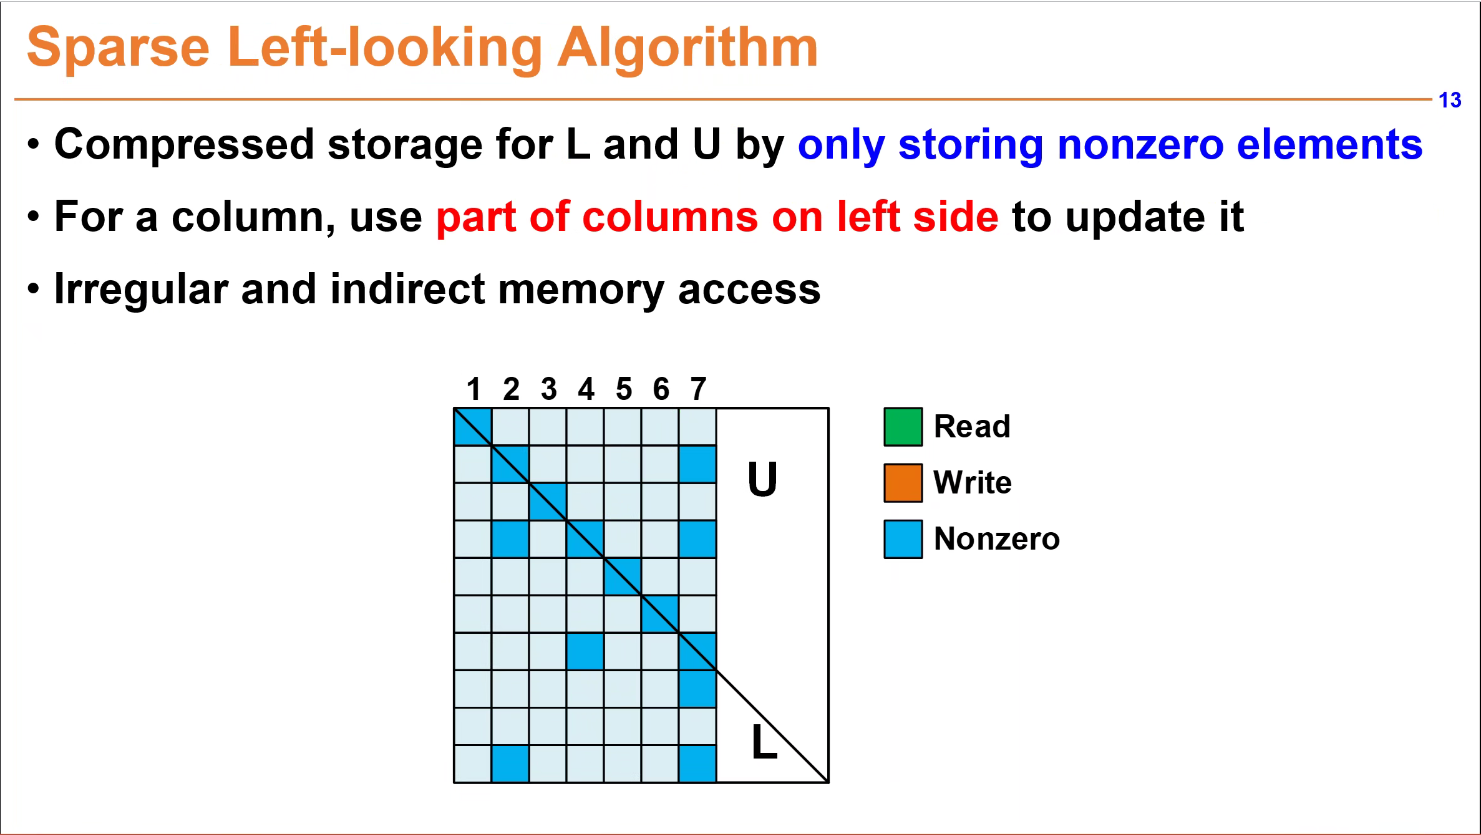 Sparse Left-looking Algorithm
13
• Compressed storage for L and U by only storing nonzero elements
• For a column, use part of columns on left side to update it
• Irregular and indirect memory access
1 2 3 4 5 6 7
U
L
Read
Write
Nonzero